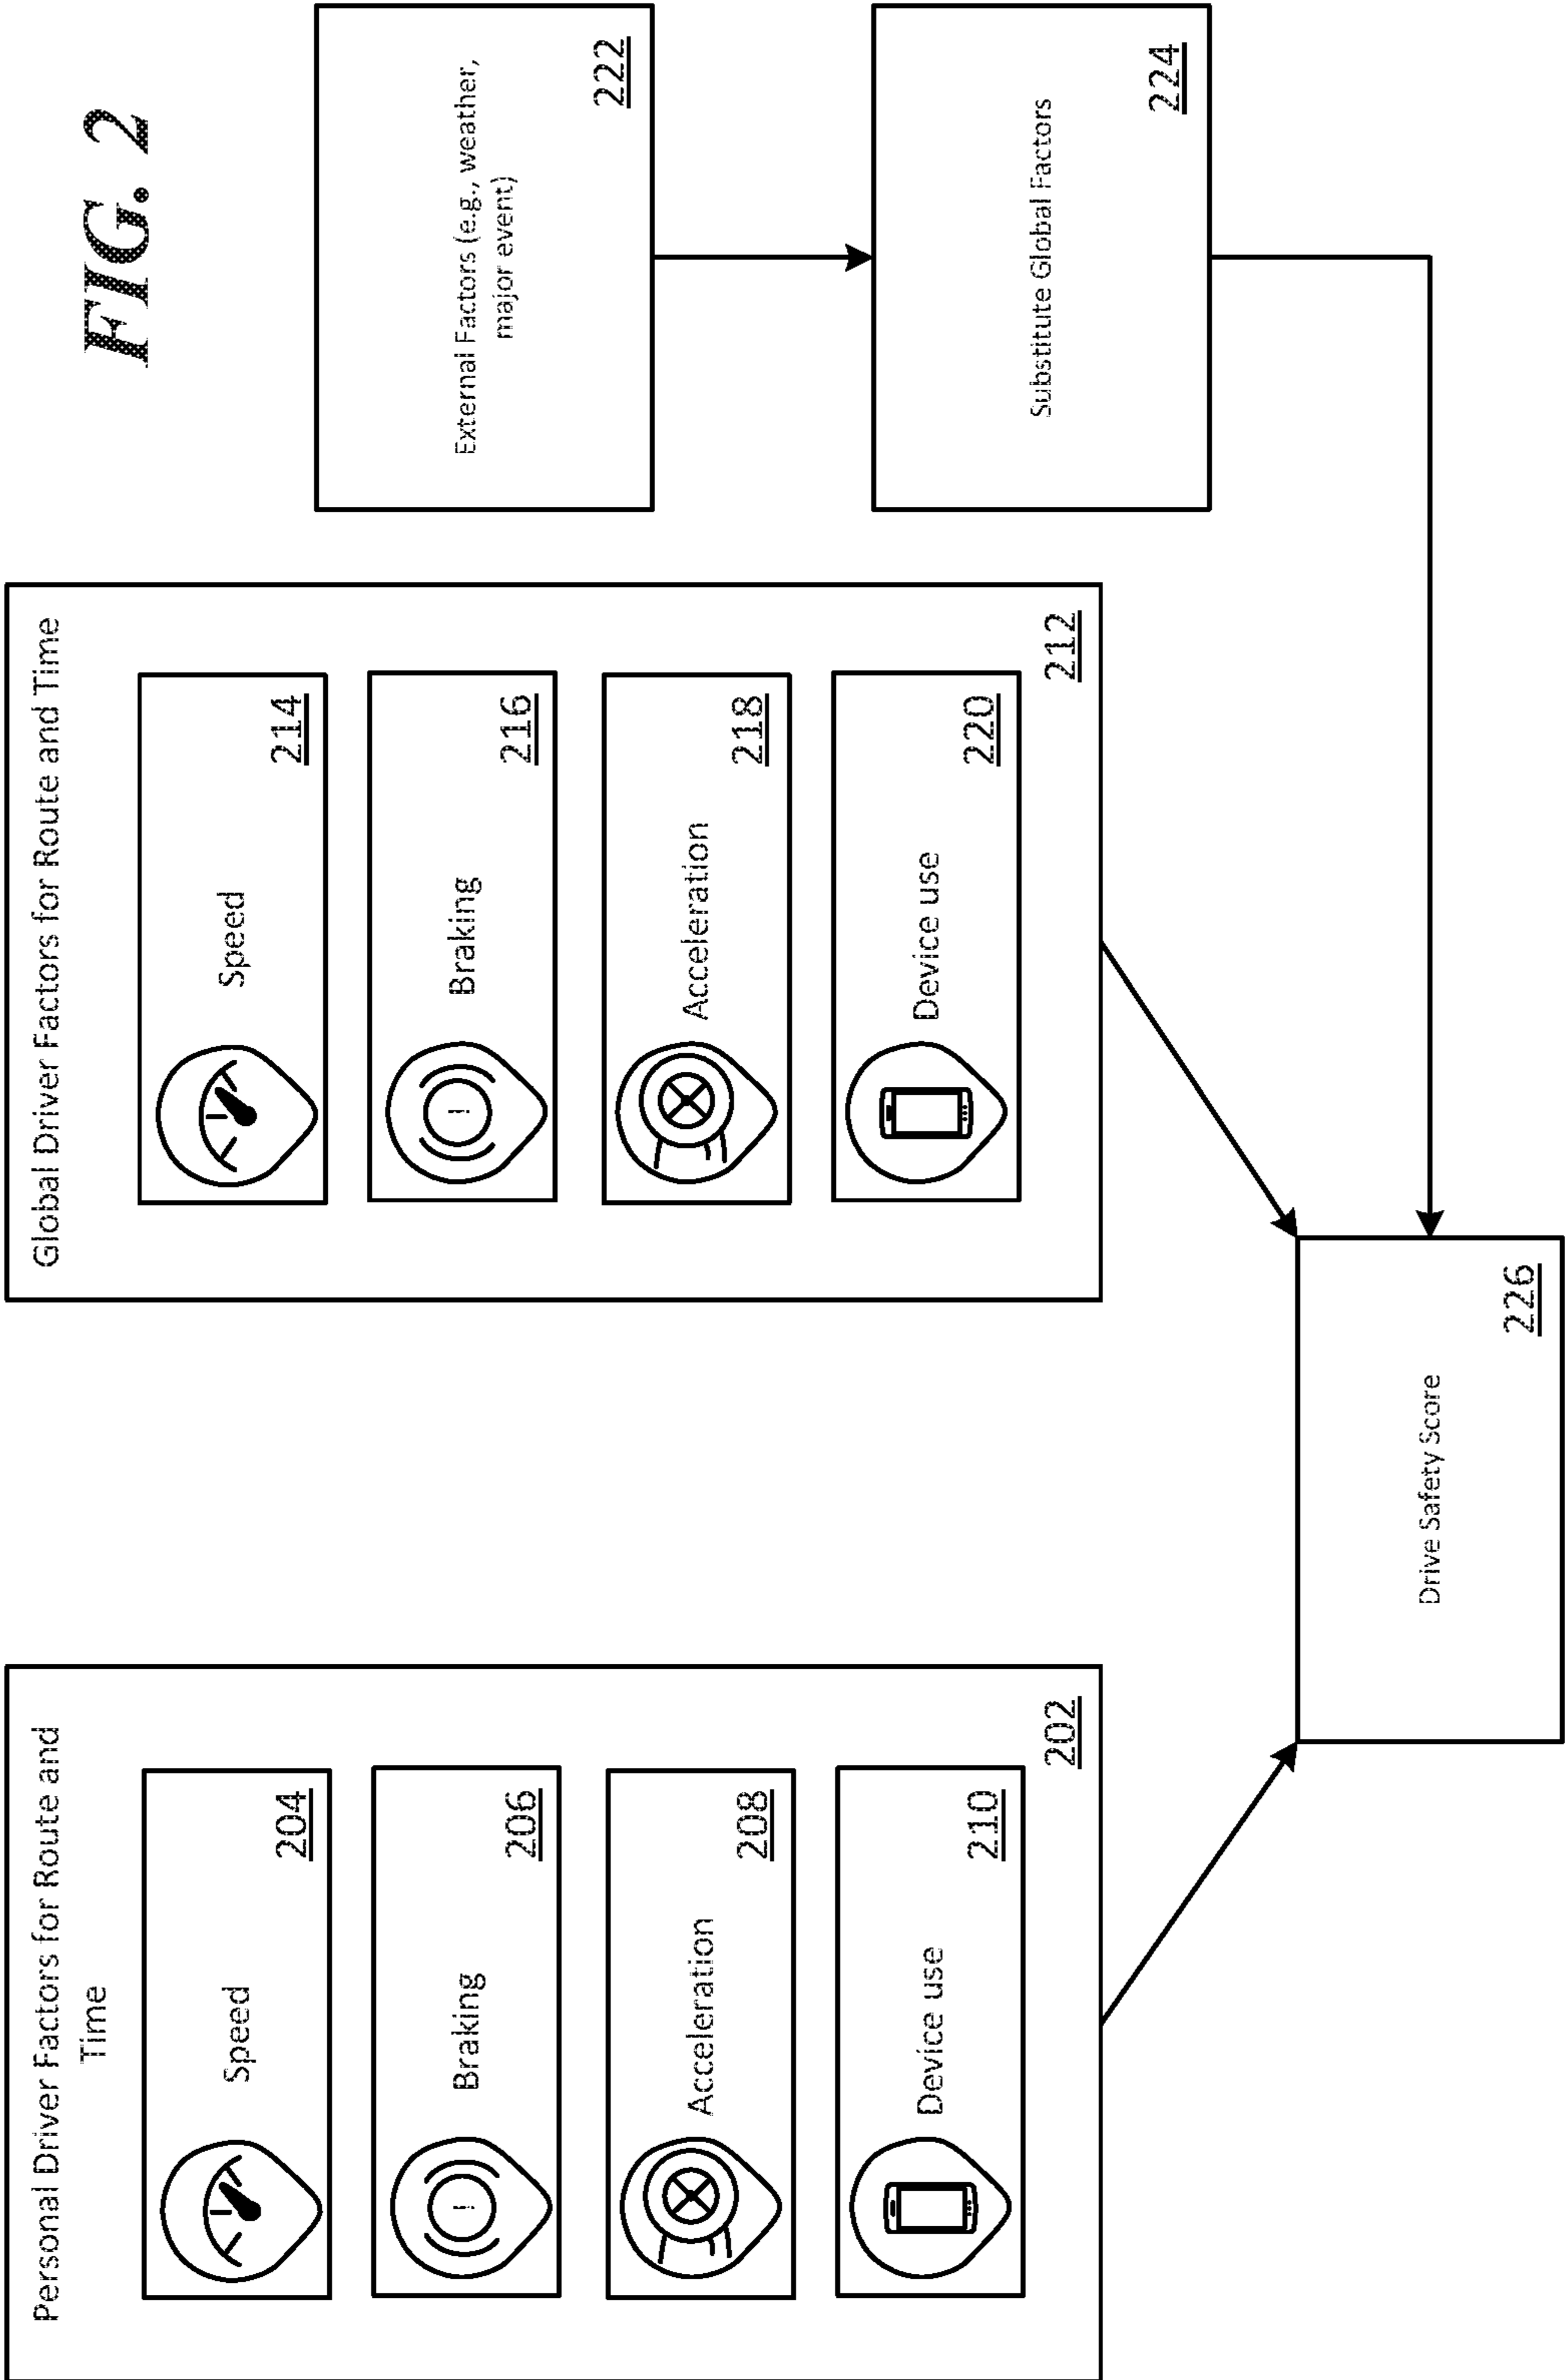 FIG. 2
Personal Driver Factors for Route and
Time
Speed
204
Braking
206
Acceleration
208
Device use
210
202
Global Driver Factors for Route and Time
Speed
214
!
Braking
216
Acceleration
218
Device use
220
212
External Factors (e.g., weather,
major event)
222
Substitute Global Factors
224
Drive Safety Score
226